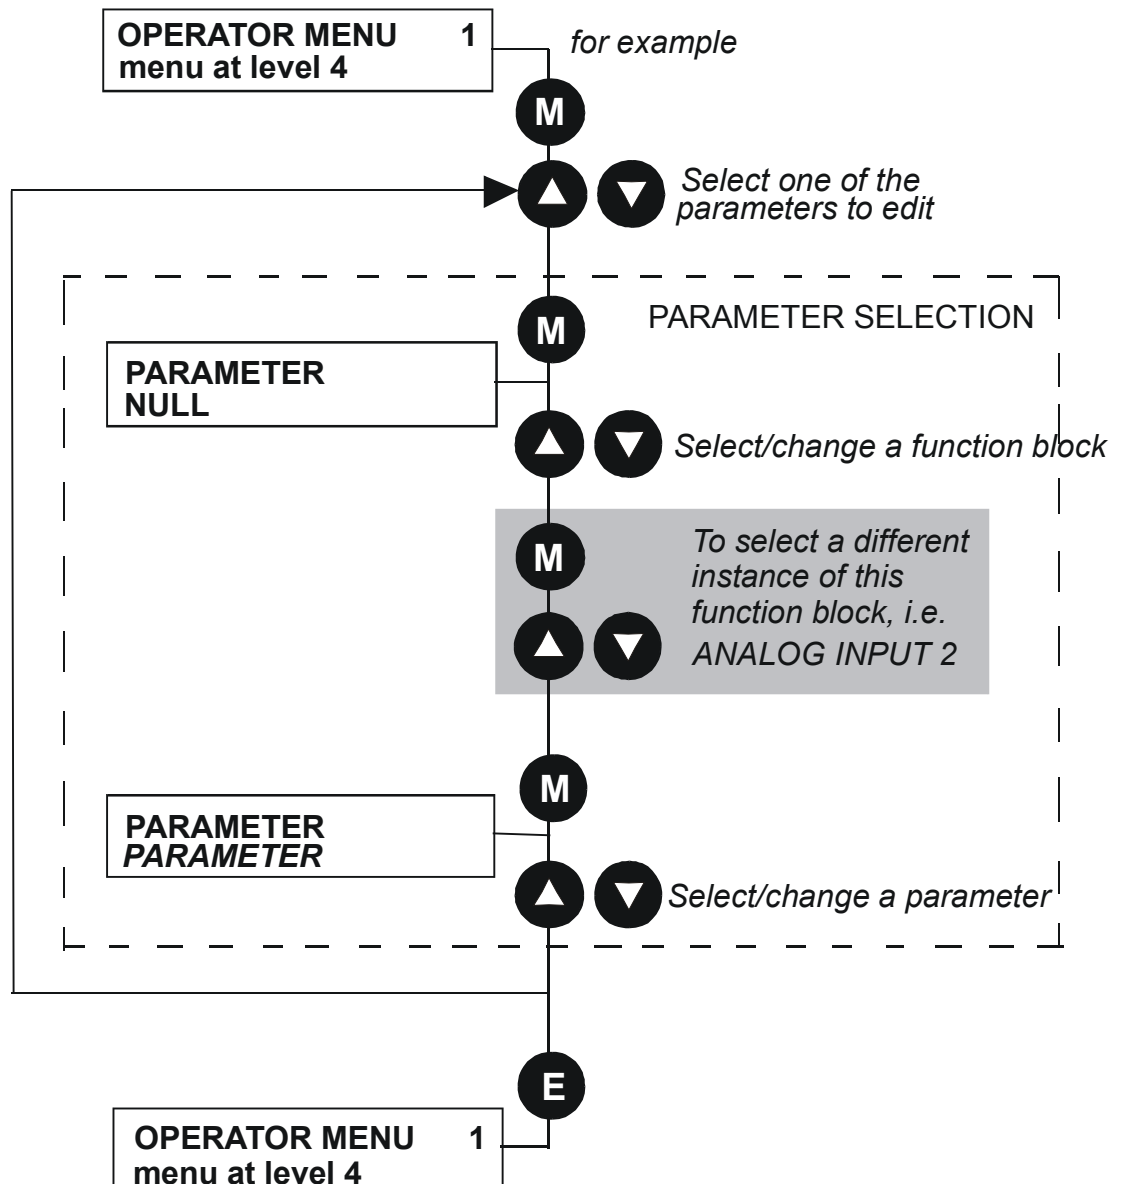 OPERATOR MENU 1
menu at level 4
for example
M
Select one of the
parameters to edit
M
PARAMETER SELECTION
PARAMETER
NULL
Select/change a function block
M
To select a different
instance of this
function block, i.e.
ANALOG INPUT 2
M
PARAMETER
PARAMETER
Select/change a parameter
E
OPERATOR MENU 1
menu at level 4